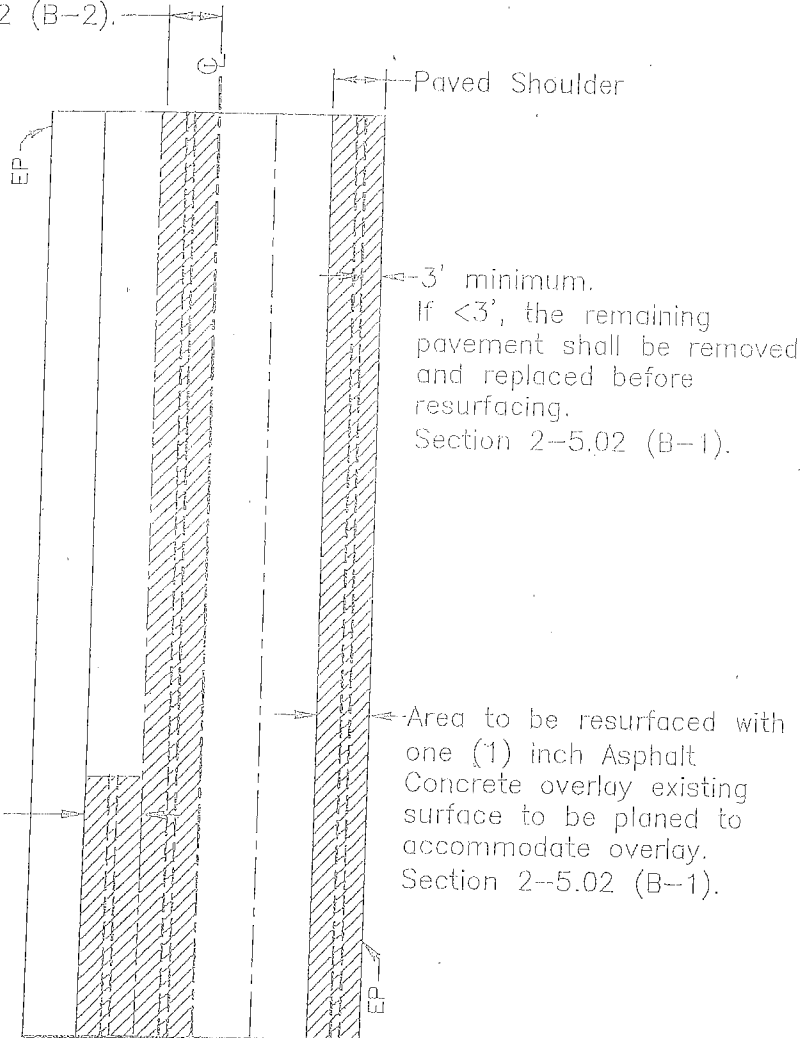 2 (B-2).
℄
Paved Shoulder
EP
3' minimum.
If <3', the remaining
pavement shall be removed
and replaced before
resurfacing.
Section 2-5.02 (B-1).
Area to be resurfaced with
one (1) inch Asphalt
Concrete overlay existing
surface to be planed to
accommodate overlay.
Section 2-5.02 (B-1).
EP